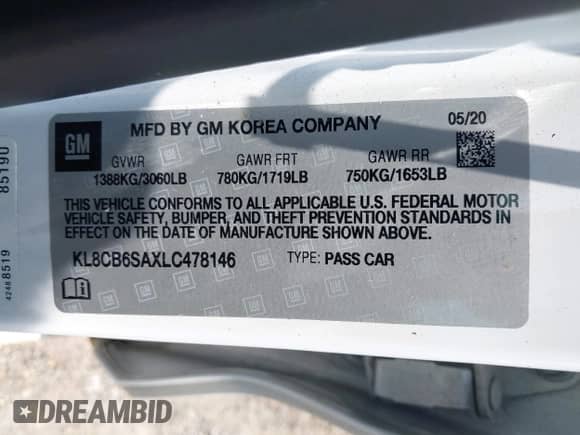 GM
MFD BY GM KOREA COMPANY
05/20
GVWR GAWR FRT GAWR RR
1388KG/3060LB 780KG/1719LB 750KG/1653LB
THIS VEHICLE CONFORMS TO ALL APPLICABLE U.S. FEDERAL MOTOR
VEHICLE SAFETY, BUMPER, AND THEFT PREVENTION STANDARDS IN
EFFECT ON THE DATE OF MANUFACTURE SHOWN ABOVE.
KL8CB6SAXLC478146 TYPE: PASS CAR
42488519 85190
DREAMBID